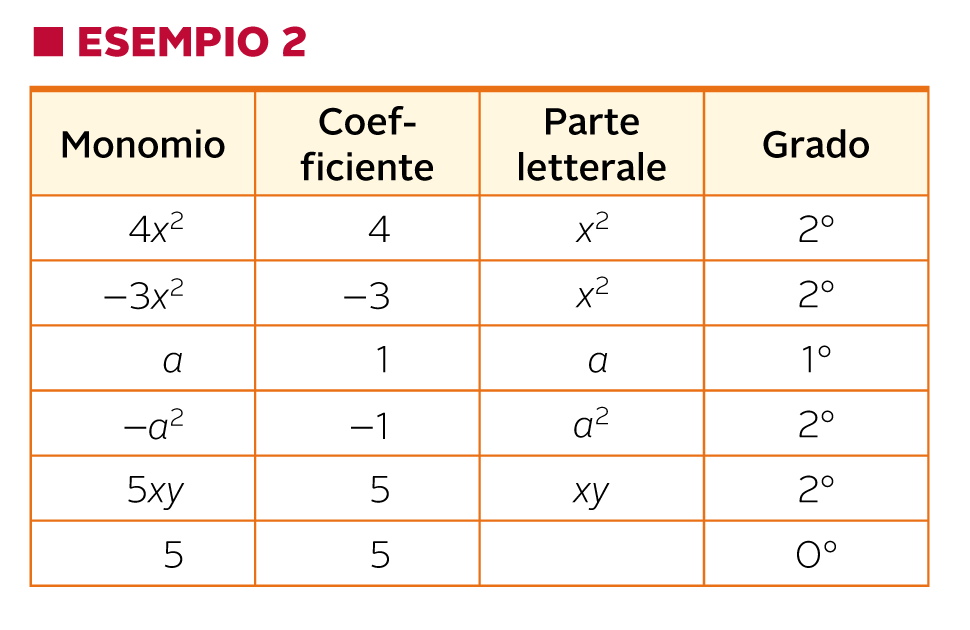 ■ ESEMPIO 2
Monomio Coef-ficiente Parte letterale Grado
4x² 4 x² 2°
–3x² –3 x² 2°
a 1 a 1°
–a² –1 a² 2°
5xy 5 xy 2°
5 5 0°